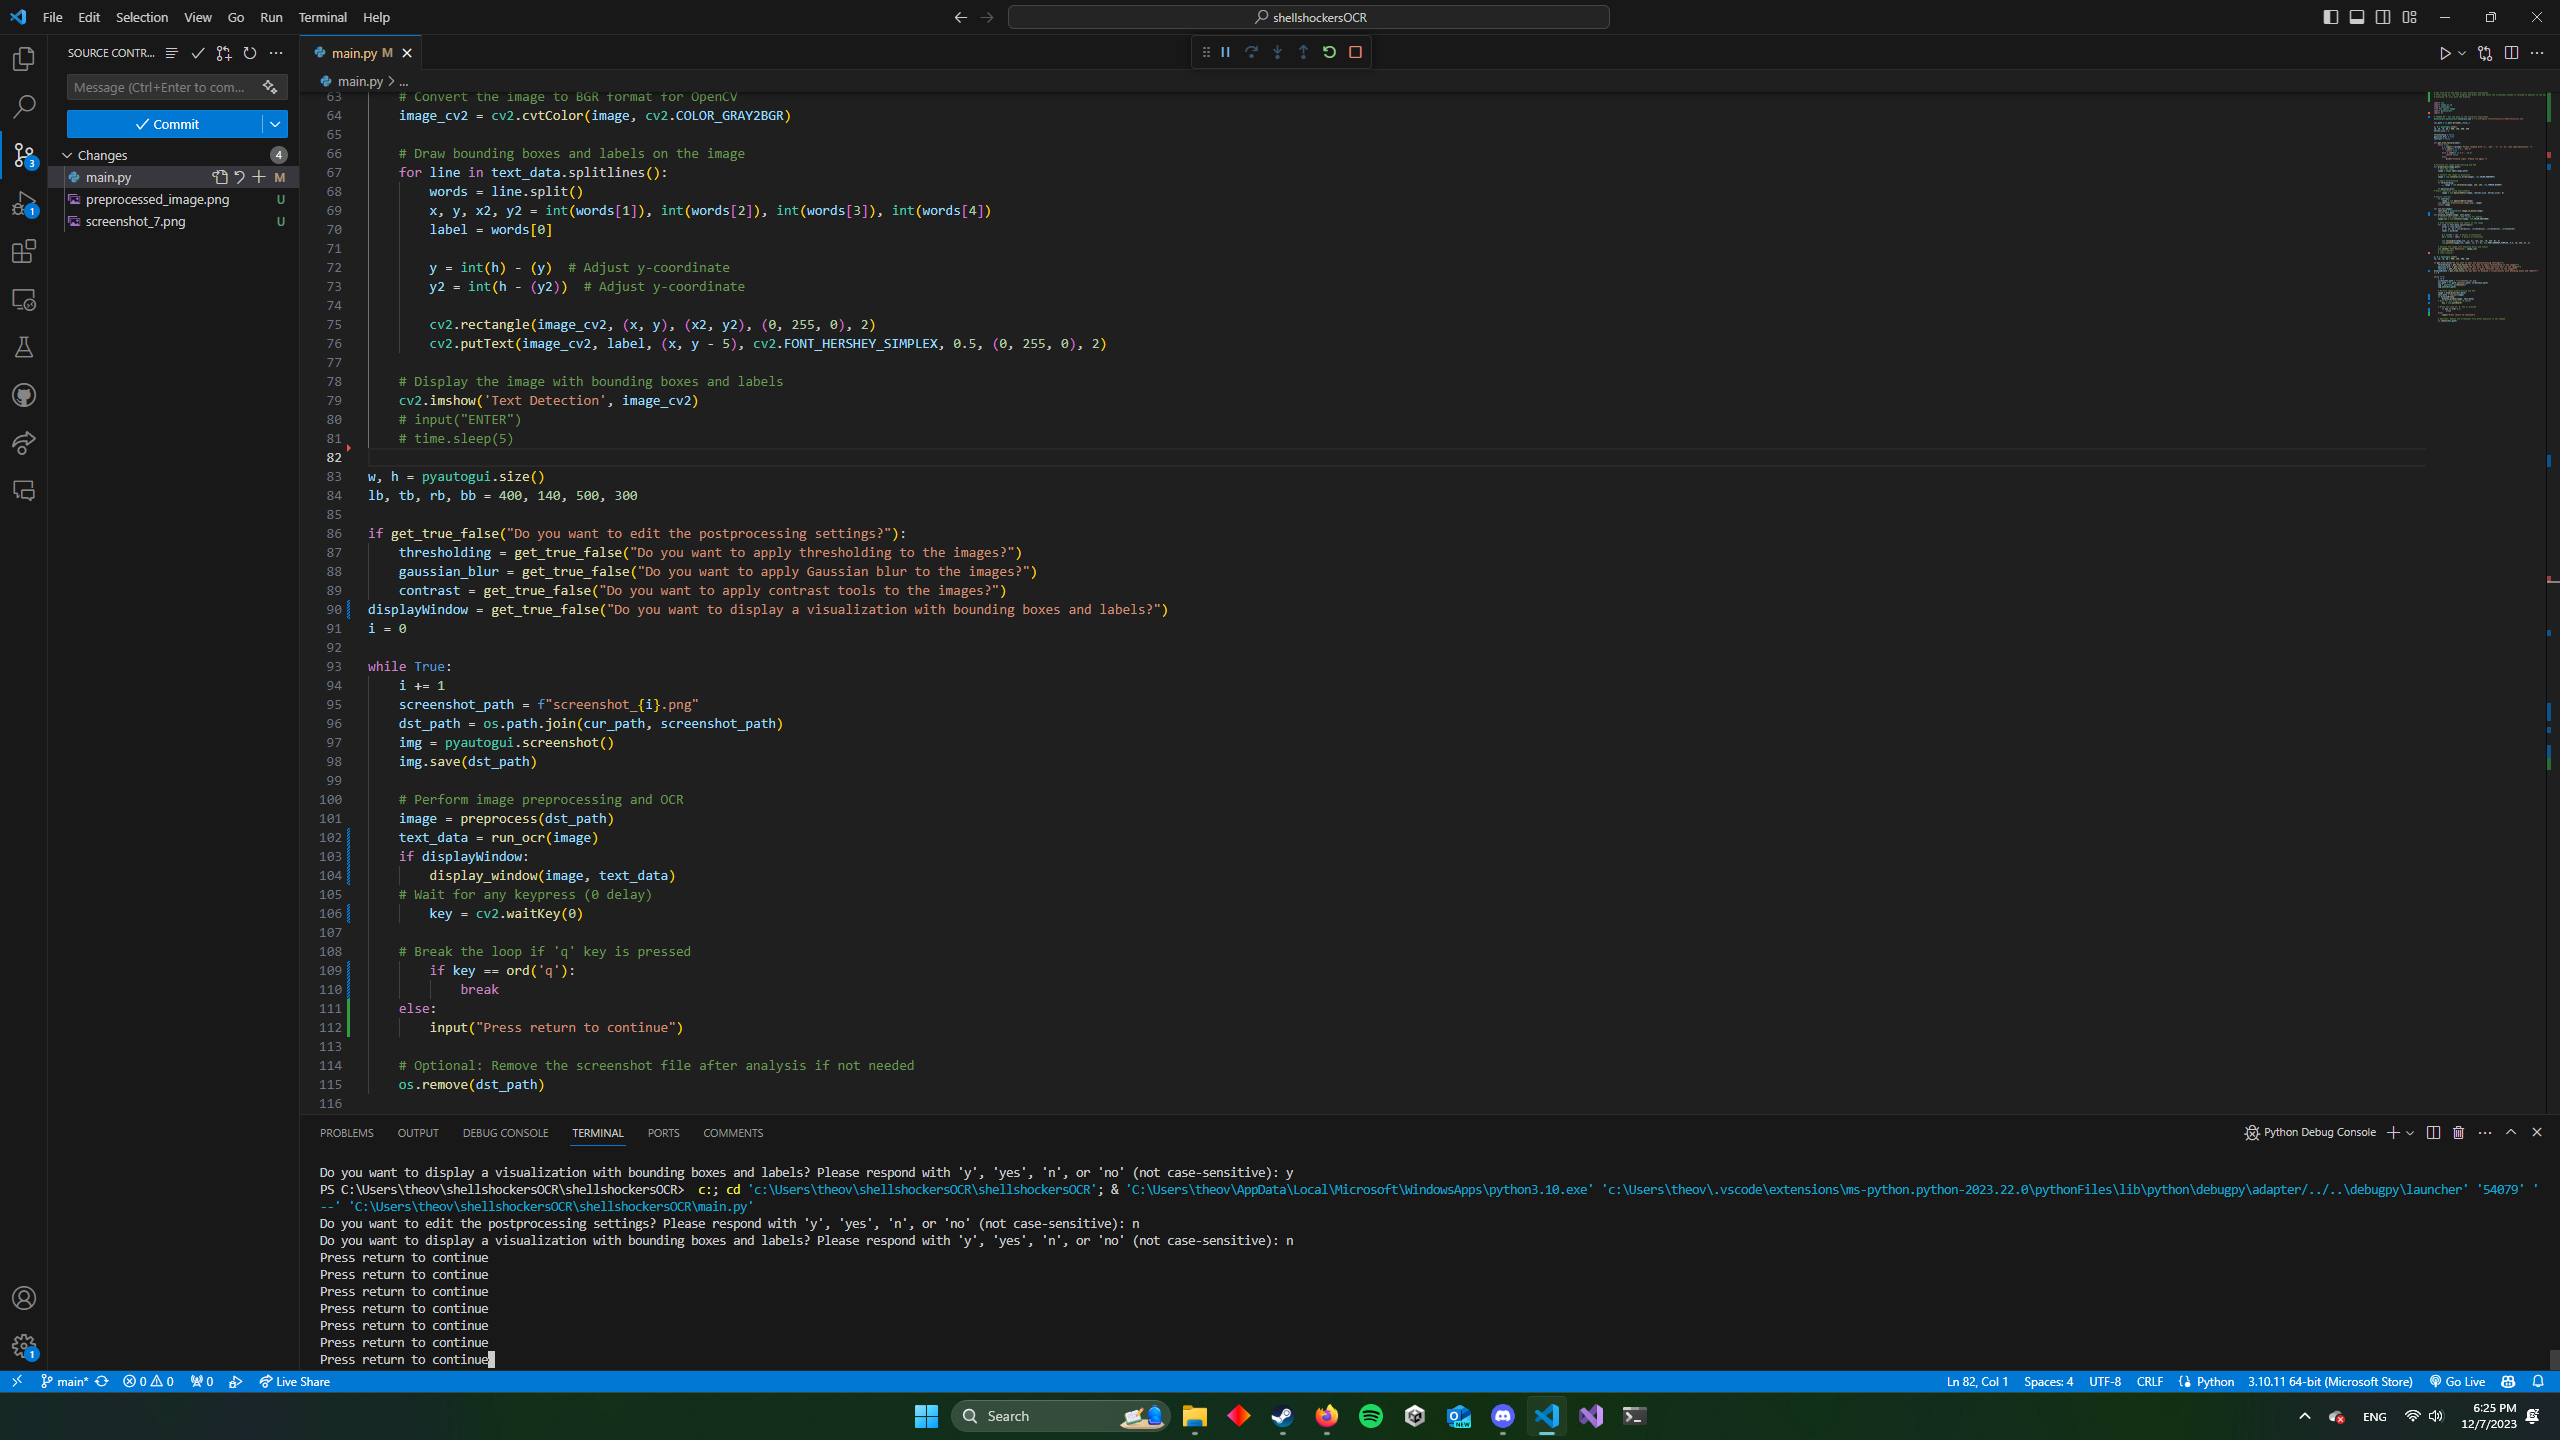 File Edit Selection View Go Run Terminal Help
shellshockersOCR
SOURCE CONTR...
main.py M
main.py > ...
Message (Ctrl+Enter to com...
Commit
Changes 4
main.py M
preprocessed_image.png U
screenshot_7.png U
3
1
1
63 # Convert the image to BGR format for OpenCV
64 image_cv2 = cv2.cvtColor(image, cv2.COLOR_GRAY2BGR)
65
66 # Draw bounding boxes and labels on the image
67 for line in text_data.splitlines():
68 words = line.split()
69 x, y, x2, y2 = int(words[1]), int(words[2]), int(words[3]), int(words[4])
70 label = words[0]
71
72 y = int(h) - (y)  # Adjust y-coordinate
73 y2 = int(h - (y2))  # Adjust y-coordinate
74
75 cv2.rectangle(image_cv2, (x, y), (x2, y2), (0, 255, 0), 2)
76 cv2.putText(image_cv2, label, (x, y - 5), cv2.FONT_HERSHEY_SIMPLEX, 0.5, (0, 255, 0), 2)
77
78 # Display the image with bounding boxes and labels
79 cv2.imshow('Text Detection', image_cv2)
80 # input("ENTER")
81 # time.sleep(5)
82
83 w, h = pyautogui.size()
84 lb, tb, rb, bb = 400, 140, 500, 300
85
86 if get_true_false("Do you want to edit the postprocessing settings?"):
87 thresholding = get_true_false("Do you want to apply thresholding to the images?")
88 gaussian_blur = get_true_false("Do you want to apply Gaussian blur to the images?")
89 contrast = get_true_false("Do you want to apply contrast tools to the images?")
90 displayWindow = get_true_false("Do you want to display a visualization with bounding boxes and labels?")
91 i = 0
92
93 while True:
94 i += 1
95 screenshot_path = f"screenshot_{i}.png"
96 dst_path = os.path.join(cur_path, screenshot_path)
97 img = pyautogui.screenshot()
98 img.save(dst_path)
99
100 # Perform image preprocessing and OCR
101 image = preprocess(dst_path)
102 text_data = run_ocr(image)
103 if displayWindow:
104 display_window(image, text_data)
105 # Wait for any keypress (0 delay)
106 key = cv2.waitKey(0)
107
108 # Break the loop if 'q' key is pressed
109 if key == ord('q'):
110 break
111 else:
112 input("Press return to continue")
113
114 # Optional: Remove the screenshot file after analysis if not needed
115 os.remove(dst_path)
116
PROBLEMS OUTPUT DEBUG CONSOLE TERMINAL PORTS COMMENTS
Python Debug Console
Do you want to display a visualization with bounding boxes and labels? Please respond with 'y', 'yes', 'n', or 'no' (not case-sensitive): y
PS C:\Users\theov\shellshockersOCR\shellshockersOCR>  c:; cd 'c:\Users\theov\shellshockersOCR\shellshockersOCR'; & 'C:\Users\theov\AppData\Local\Microsoft\WindowsApps\python3.10.exe' 'c:\Users\theov\.vscode\extensions\ms-python.python-2023.22.0\pythonFiles\lib\python\debugpy\adapter/../..\debugpy\launcher' '54079' '
--' 'C:\Users\theov\shellshockersOCR\shellshockersOCR\main.py'
Do you want to edit the postprocessing settings? Please respond with 'y', 'yes', 'n', or 'no' (not case-sensitive): n
Do you want to display a visualization with bounding boxes and labels? Please respond with 'y', 'yes', 'n', or 'no' (not case-sensitive): n
Press return to continue
Press return to continue
Press return to continue
Press return to continue
Press return to continue
Press return to continue
Press return to continue
main* 0 0 0 Live Share
Ln 82, Col 1 Spaces: 4 UTF-8 CRLF Python 3.10.11 64-bit (Microsoft Store) Go Live
Search
NEW
ENG
6:25 PM
12/7/2023